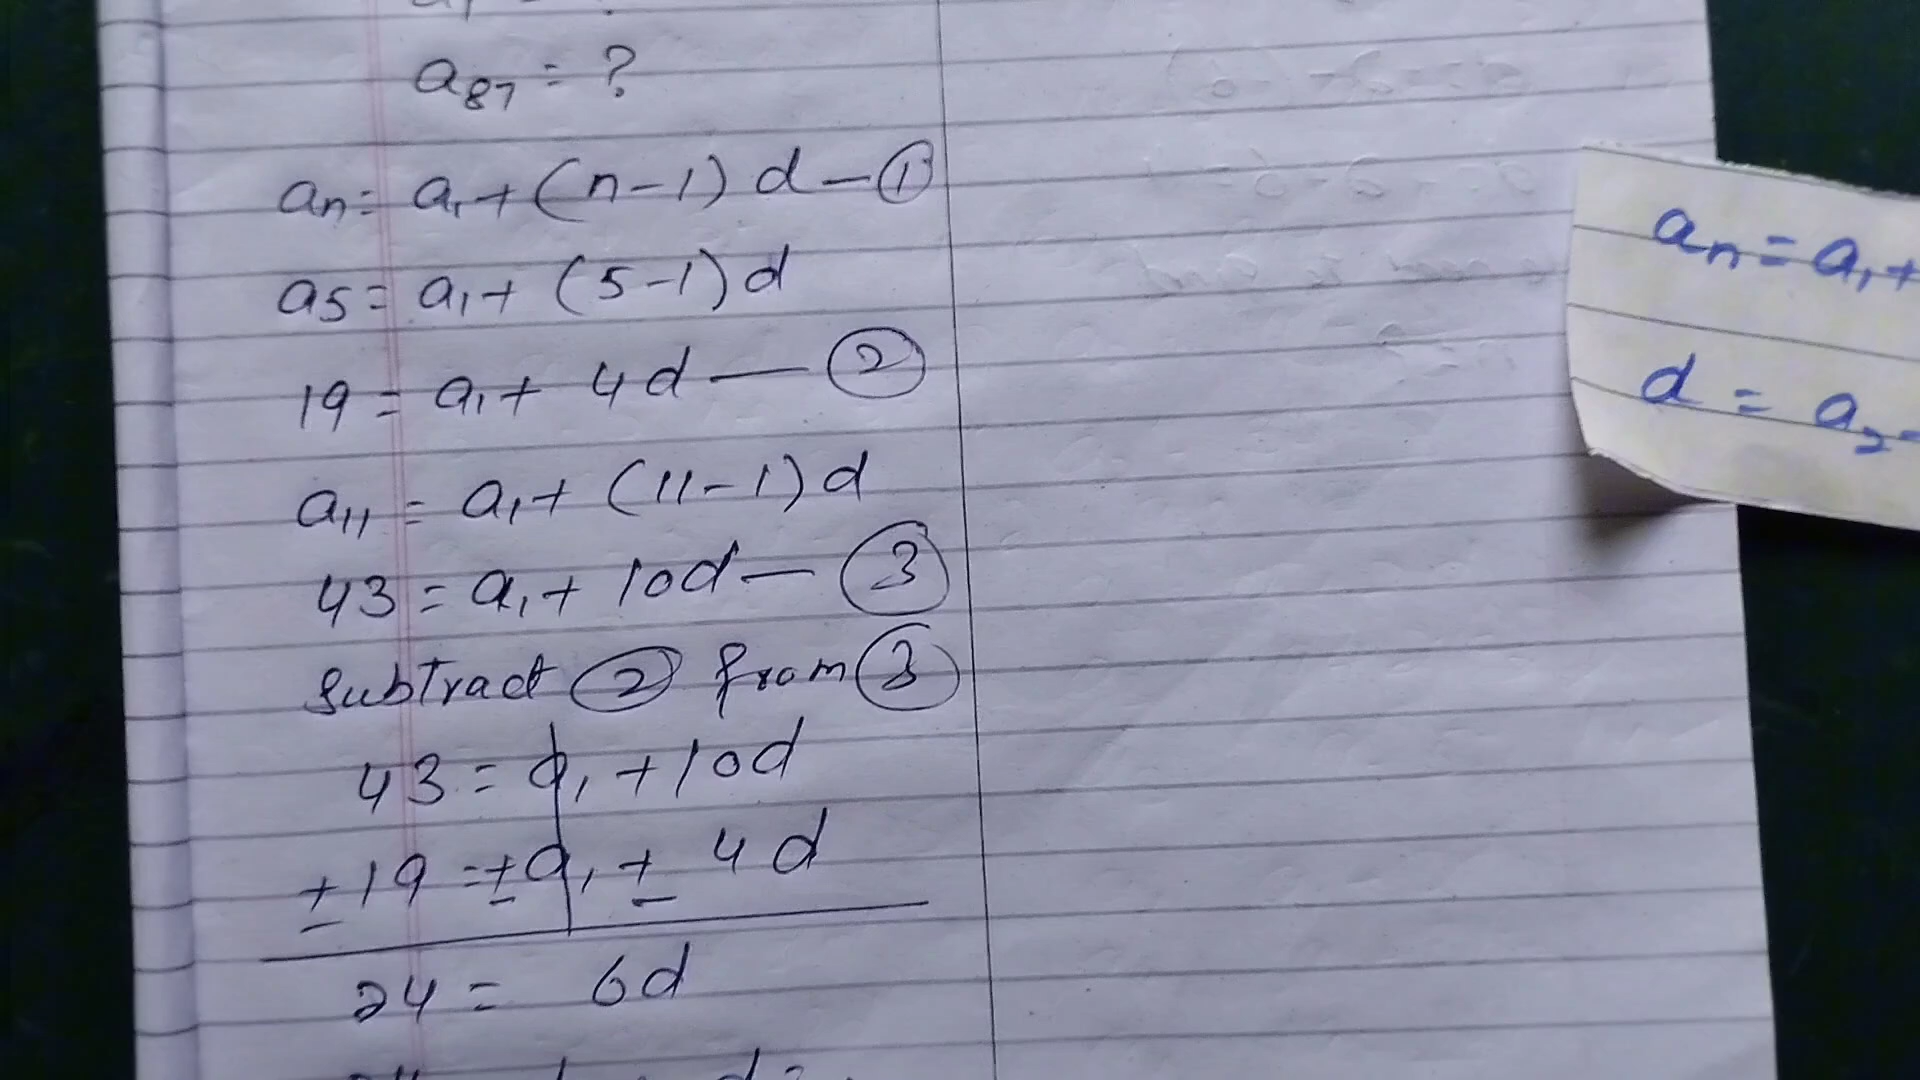 a₈₇ = ?
aₙ = a₁ + (n-1) d — ①
a₅ = a₁ + (5-1) d
19 = a₁ + 4d — ②
a₁₁ = a₁ + (11-1) d
43 = a₁ + 10d — ③
Subtract ② from ③
43 = a₁ + 10d
±19 = ±a₁ ± 4d
24 = 6d
aₙ = a₁ +
d = a₂ -